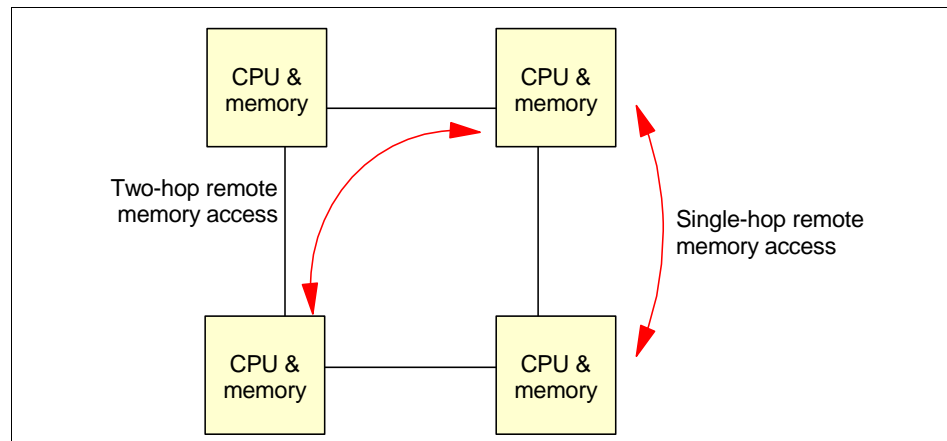 CPU &
memory
CPU &
memory
Two-hop remote
memory access
Single-hop remote
memory access
CPU &
memory
CPU &
memory